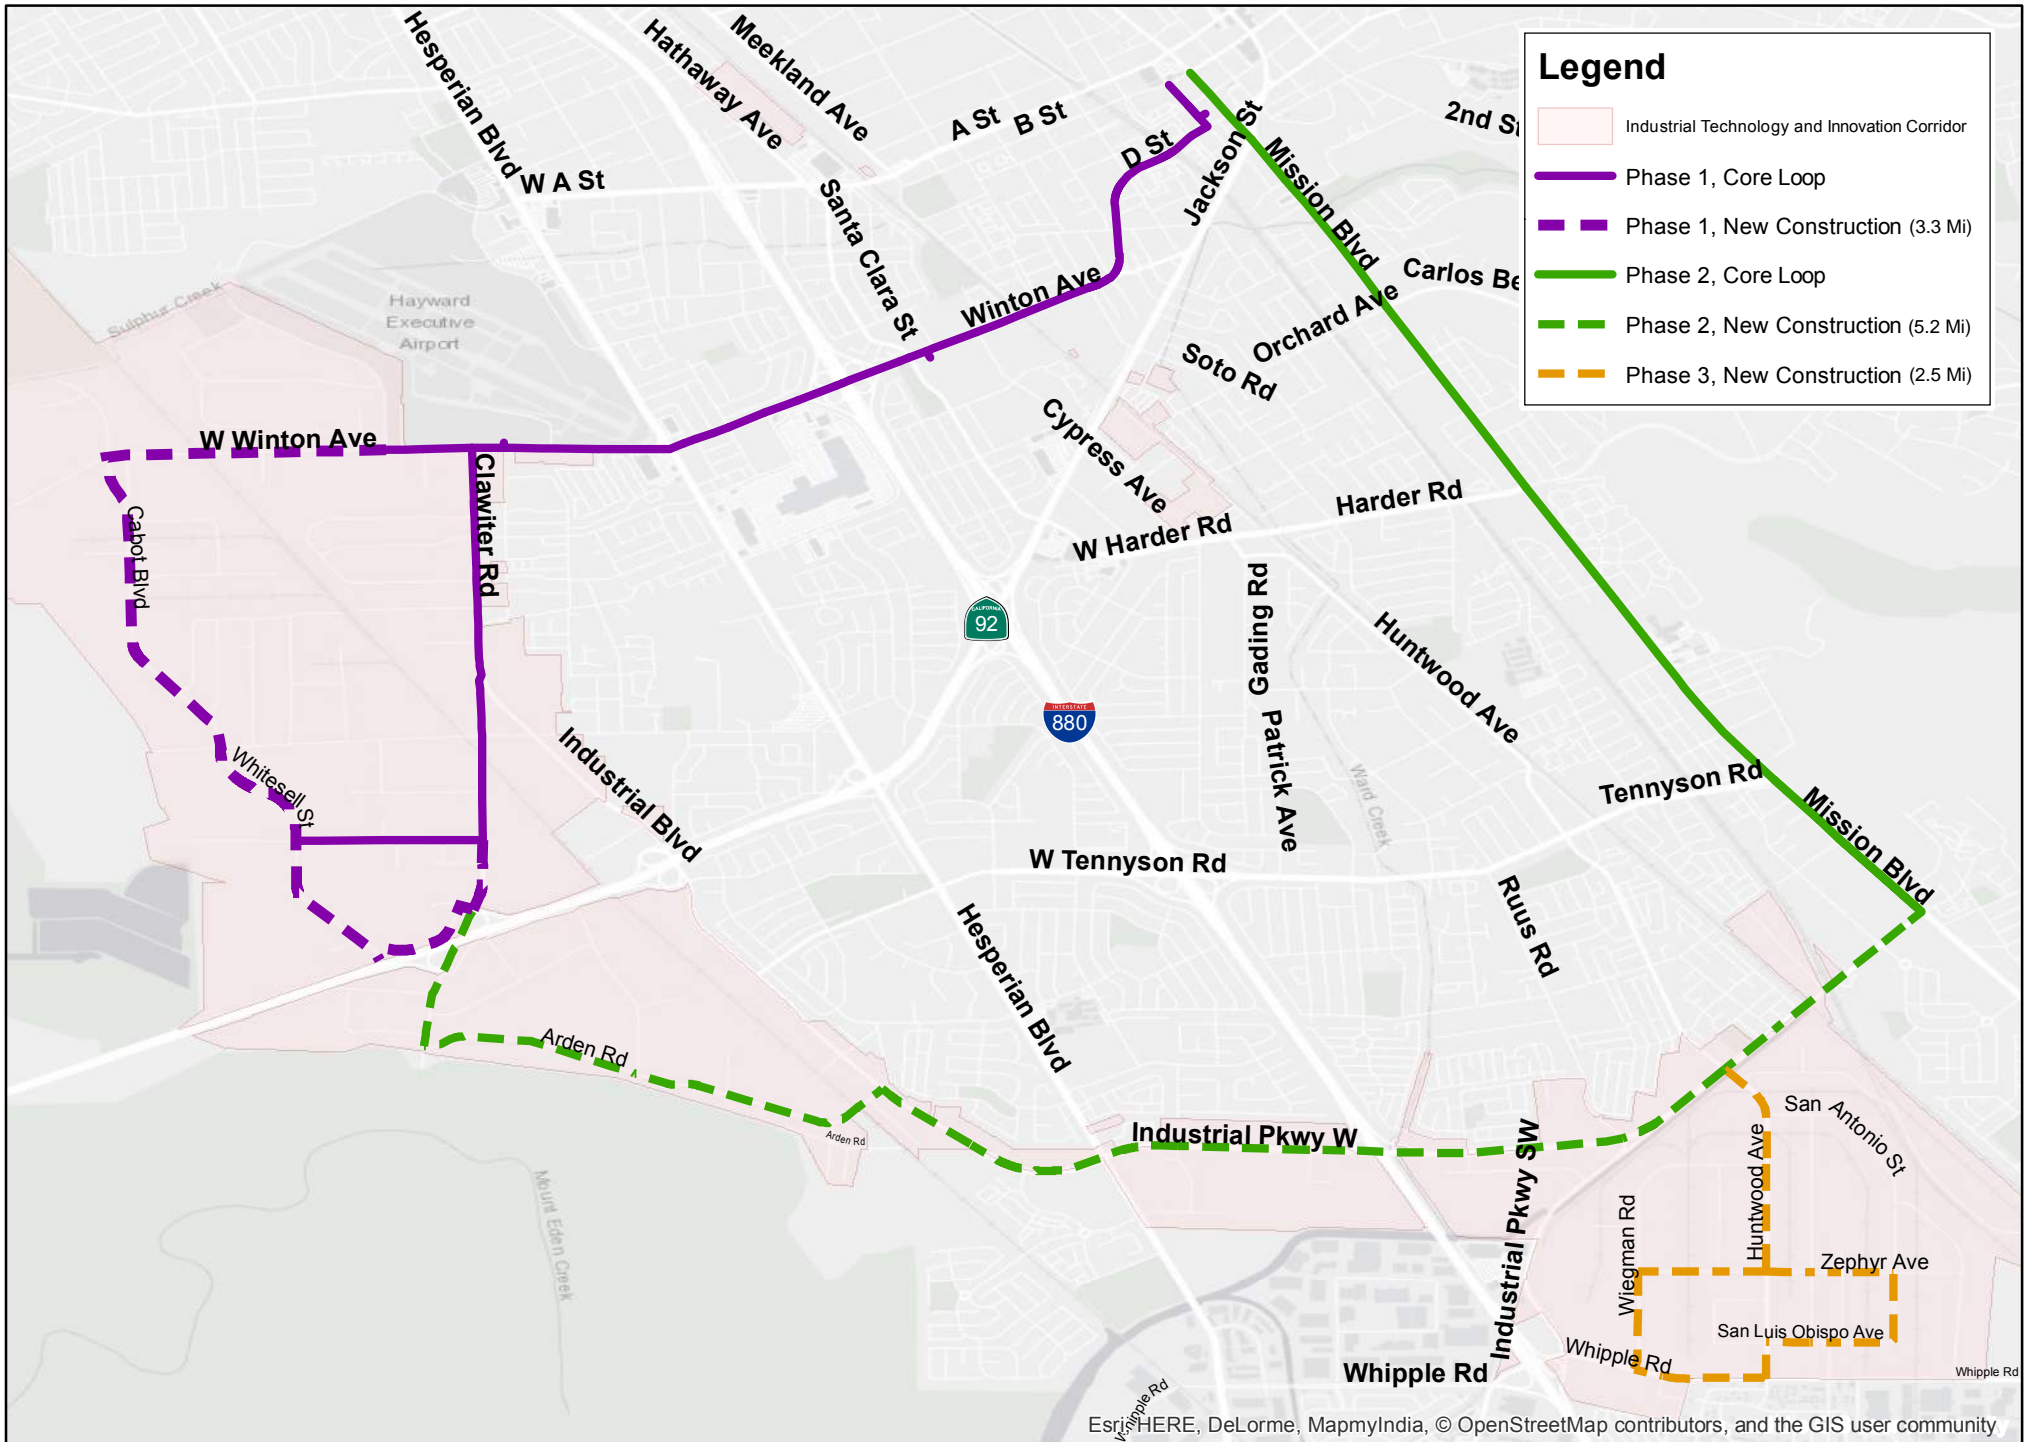 Legend
Industrial Technology and Innovation Corridor
Phase 1, Core Loop
Phase 1, New Construction (3.3 Mi)
Phase 2, Core Loop
Phase 2, New Construction (5.2 Mi)
Phase 3, New Construction (2.5 Mi)
Hesperian Blvd
Hathaway Ave
Meekland Ave
A St
B St
2nd St
D St
Jackson St
Mission Blvd
W A St
Santa Clara St
Carlos Be
Sulphur Creek
Hayward
Executive
Airport
Winton Ave
Orchard Ave
Soto Rd
Cypress Ave
W Winton Ave
Clawiter Rd
Cabot Blvd
Harder Rd
W Harder Rd
Gading Rd
CALIFORNIA
92
Huntwood Ave
INTERSTATE
880
Patrick Ave
Industrial Blvd
Whitesell St
Ward Creek
Tennyson Rd
Mission Blvd
W Tennyson Rd
Ruus Rd
Hesperian Blvd
Arden Rd
Arden Rd
Industrial Pkwy W
San Antonio St
Industrial Pkwy SW
Huntwood Ave
Wiegman Rd
Mount Eden Creek
Zephyr Ave
San Luis Obispo Ave
Whipple Rd
Whipple Rd
Whipple Rd
Whipple Rd
Esri, HERE, DeLorme, MapmyIndia, © OpenStreetMap contributors, and the GIS user community